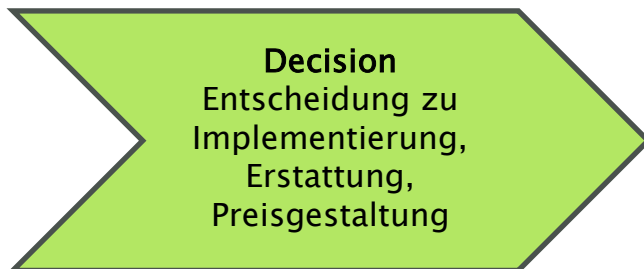 Decision
Entscheidung zu
Implementierung,
Erstattung,
Preisgestaltung